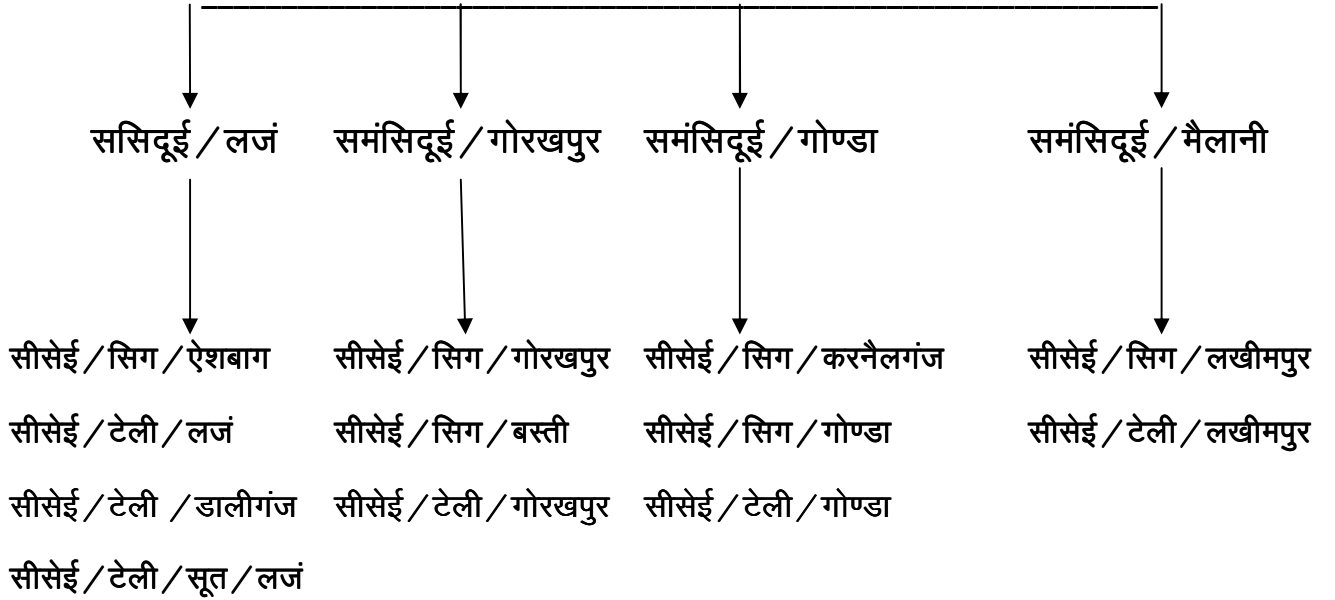 ससिदूई/लजं समंसिदूई/गोरखपुर समंसिदूई/गोण्डा समंसिदूई/मैलानी
सीसेई/सिग/ऐशबाग सीसेई/सिग/गोरखपुर सीसेई/सिग/करनैलगंज सीसेई/सिग/लखीमपुर
सीसेई/टेली/लजं सीसेई/सिग/बस्ती सीसेई/सिग/गोण्डा सीसेई/टेली/लखीमपुर
सीसेई/टेली /डालीगंज सीसेई/टेली/गोरखपुर सीसेई/टेली/गोण्डा
सीसेई/टेली/सूत/लजं